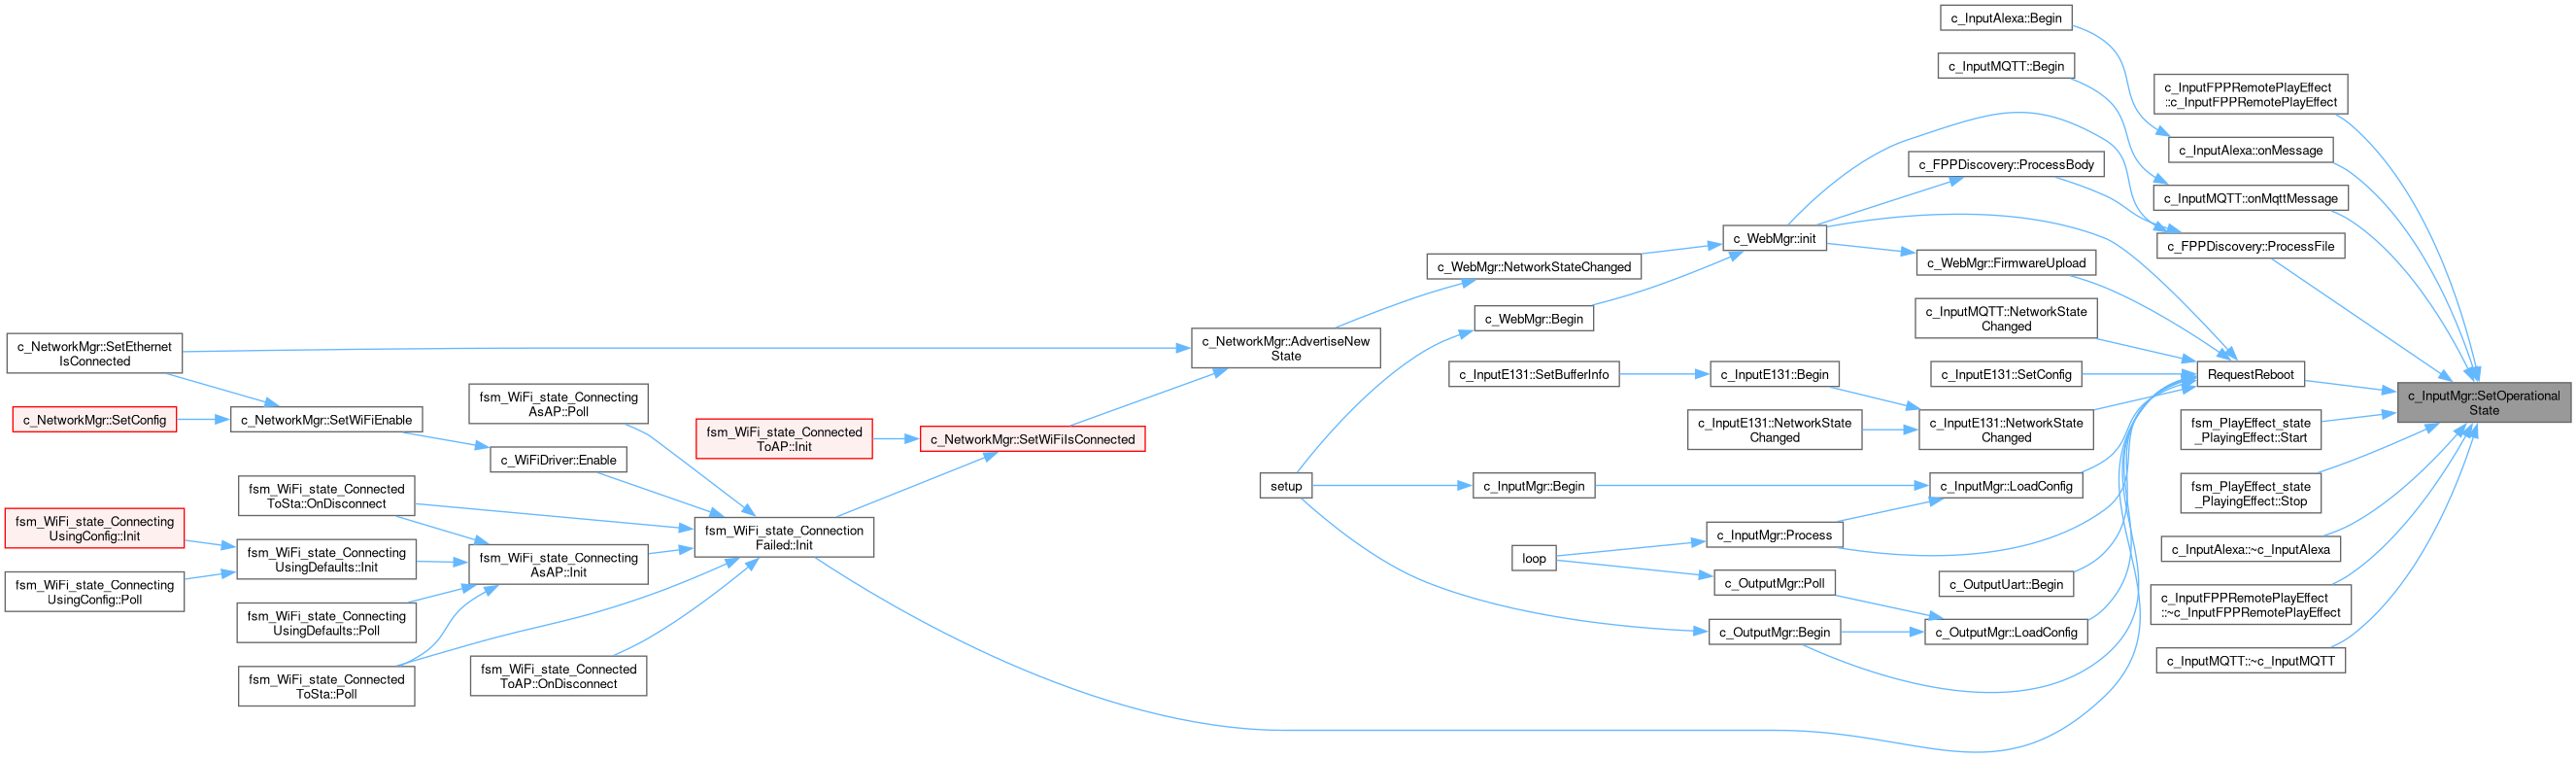 c_InputAlexa::Begin
c_InputMQTT::Begin
c_InputFPPRemotePlayEffect
::c_InputFPPRemotePlayEffect
c_InputAlexa::onMessage
c_FPPDiscovery::ProcessBody
c_InputMQTT::onMqttMessage
c_WebMgr::init
c_FPPDiscovery::ProcessFile
c_WebMgr::NetworkStateChanged
c_WebMgr::FirmwareUpload
c_WebMgr::Begin
c_InputMQTT::NetworkState
Changed
c_NetworkMgr::SetEthernet
IsConnected
c_NetworkMgr::AdvertiseNew
State
c_InputE131::SetBufferInfo
c_InputE131::Begin
c_InputE131::SetConfig
RequestReboot
c_InputMgr::SetOperational
State
fsm_WiFi_state_Connecting
AsAP::Poll
c_NetworkMgr::SetConfig
c_NetworkMgr::SetWiFiEnable
fsm_WiFi_state_Connected
ToAP::Init
c_NetworkMgr::SetWiFiIsConnected
c_InputE131::NetworkState
Changed
c_InputE131::NetworkState
Changed
fsm_PlayEffect_state
_PlayingEffect::Start
c_WiFiDriver::Enable
setup
c_InputMgr::Begin
c_InputMgr::LoadConfig
fsm_PlayEffect_state
_PlayingEffect::Stop
fsm_WiFi_state_Connected
ToSta::OnDisconnect
fsm_WiFi_state_Connecting
UsingConfig::Init
fsm_WiFi_state_Connection
Failed::Init
c_InputMgr::Process
c_InputAlexa::~c_InputAlexa
fsm_WiFi_state_Connecting
UsingDefaults::Init
fsm_WiFi_state_Connecting
AsAP::Init
loop
c_OutputMgr::Poll
c_OutputUart::Begin
fsm_WiFi_state_Connecting
UsingConfig::Poll
c_InputFPPRemotePlayEffect
::~c_InputFPPRemotePlayEffect
fsm_WiFi_state_Connecting
UsingDefaults::Poll
c_OutputMgr::Begin
c_OutputMgr::LoadConfig
c_InputMQTT::~c_InputMQTT
fsm_WiFi_state_Connected
ToSta::Poll
fsm_WiFi_state_Connected
ToAP::OnDisconnect